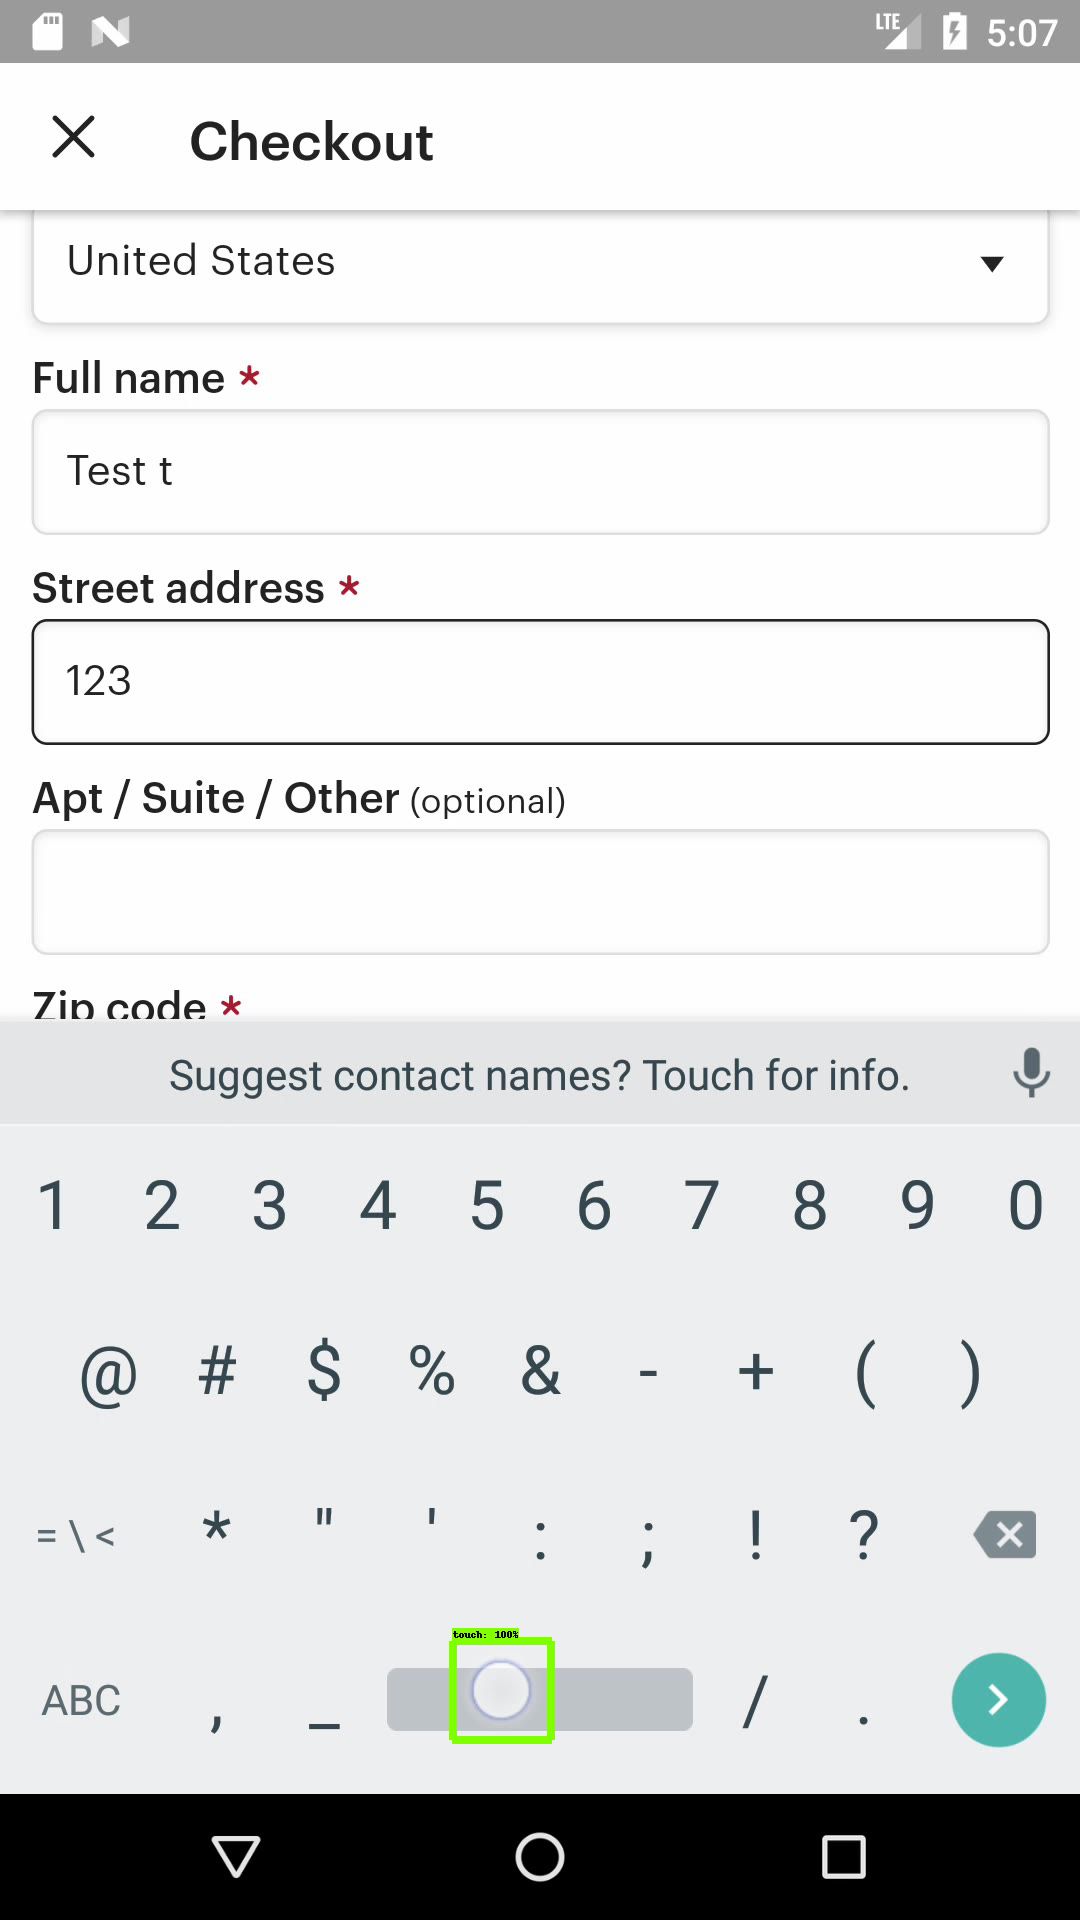 LTE 5:07
Checkout
United States
Full name *
Test t
Street address *
123
Apt / Suite / Other (optional)
Zip code *
Suggest contact names? Touch for info.
1 2 3 4 5 6 7 8 9 0
@ # $ % & - + ( )
= \ < * " ' : ; ! ?
touch: 100%
ABC , _ / .